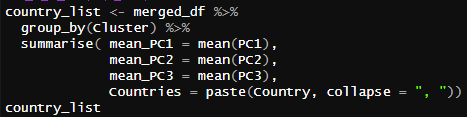 country_list <- merged_df %>%
  group_by(Cluster) %>%
  summarise( mean_PC1 = mean(PC1),
             mean_PC2 = mean(PC2),
             mean_PC3 = mean(PC3),
             Countries = paste(Country, collapse = ", "))
country_list